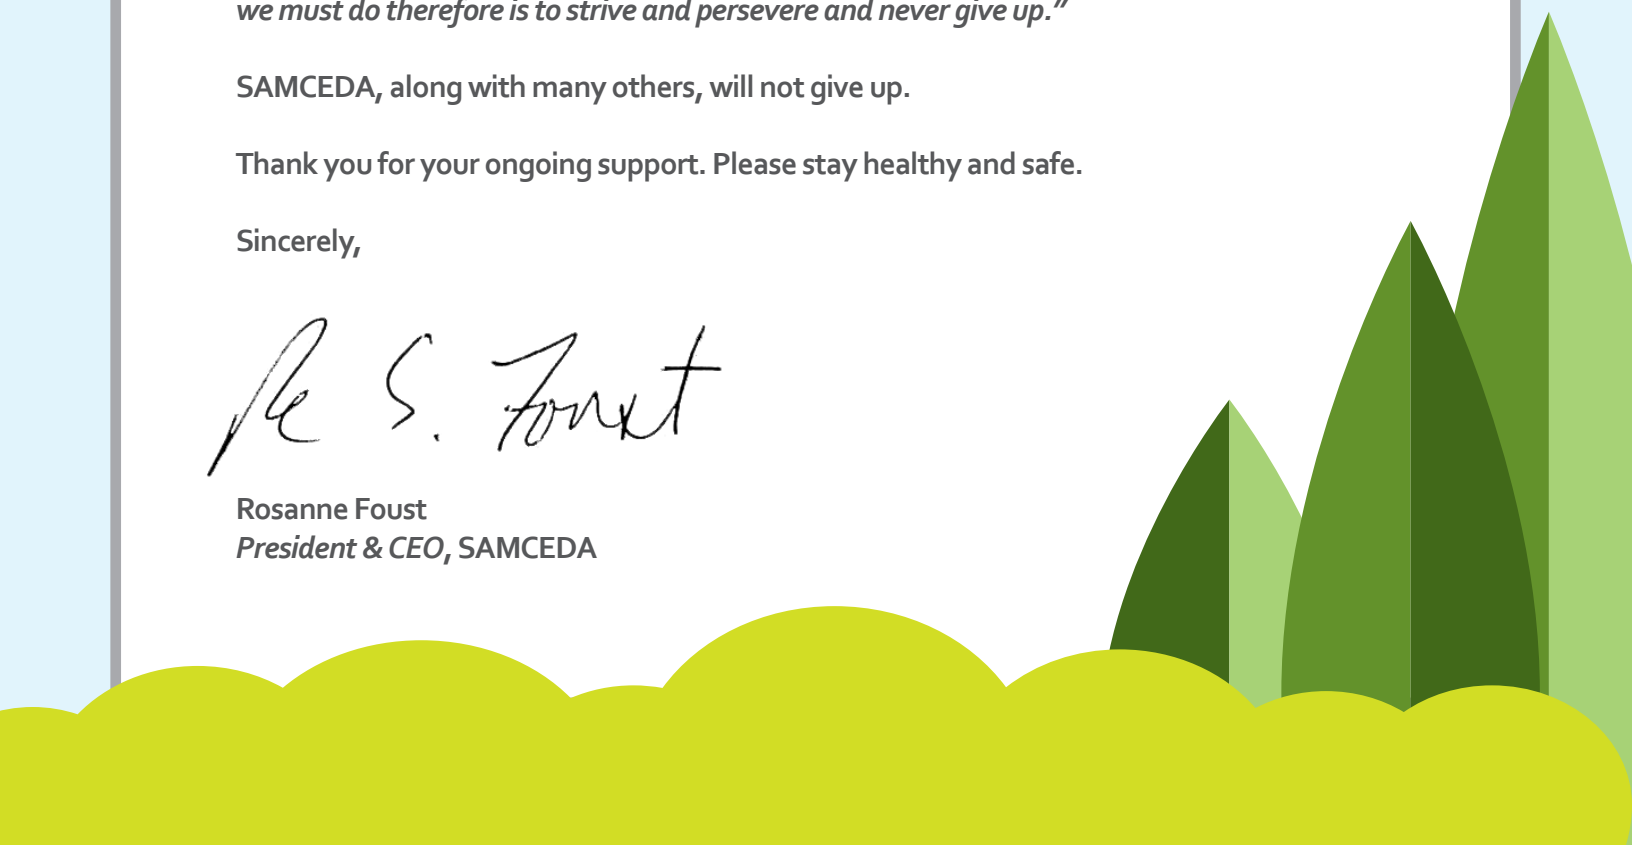 we must do therefore is to strive and persevere and never give up.”
SAMCEDA, along with many others, will not give up.
Thank you for your ongoing support. Please stay healthy and safe.
Sincerely,
Re S. Foust
Rosanne Foust
President & CEO, SAMCEDA